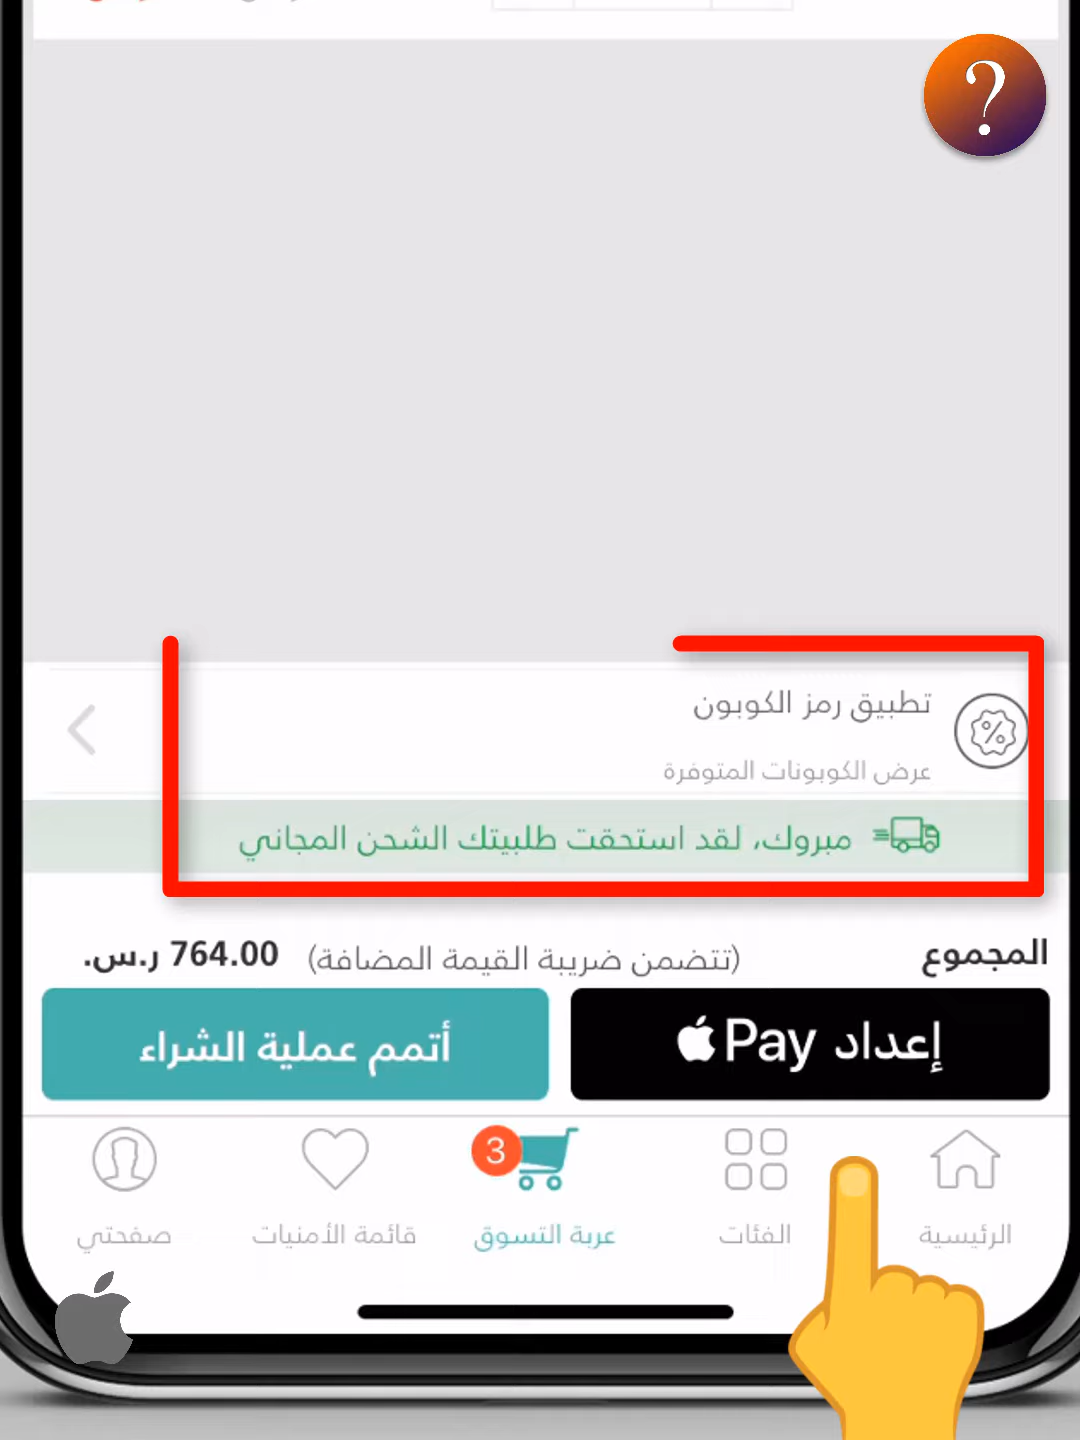 ?
تطبيق رمز الكوبون
عرض الكوبونات المتوفرة
مبروك، لقد استحقت طلبيتك الشحن المجاني
المجموع (تتضمن ضريبة القيمة المضافة) 764.00 ر.س.
إعداد Pay
أتمم عملية الشراء
3
الرئيسية
الفئات
عربة التسوق
قائمة الأمنيات
صفحتي